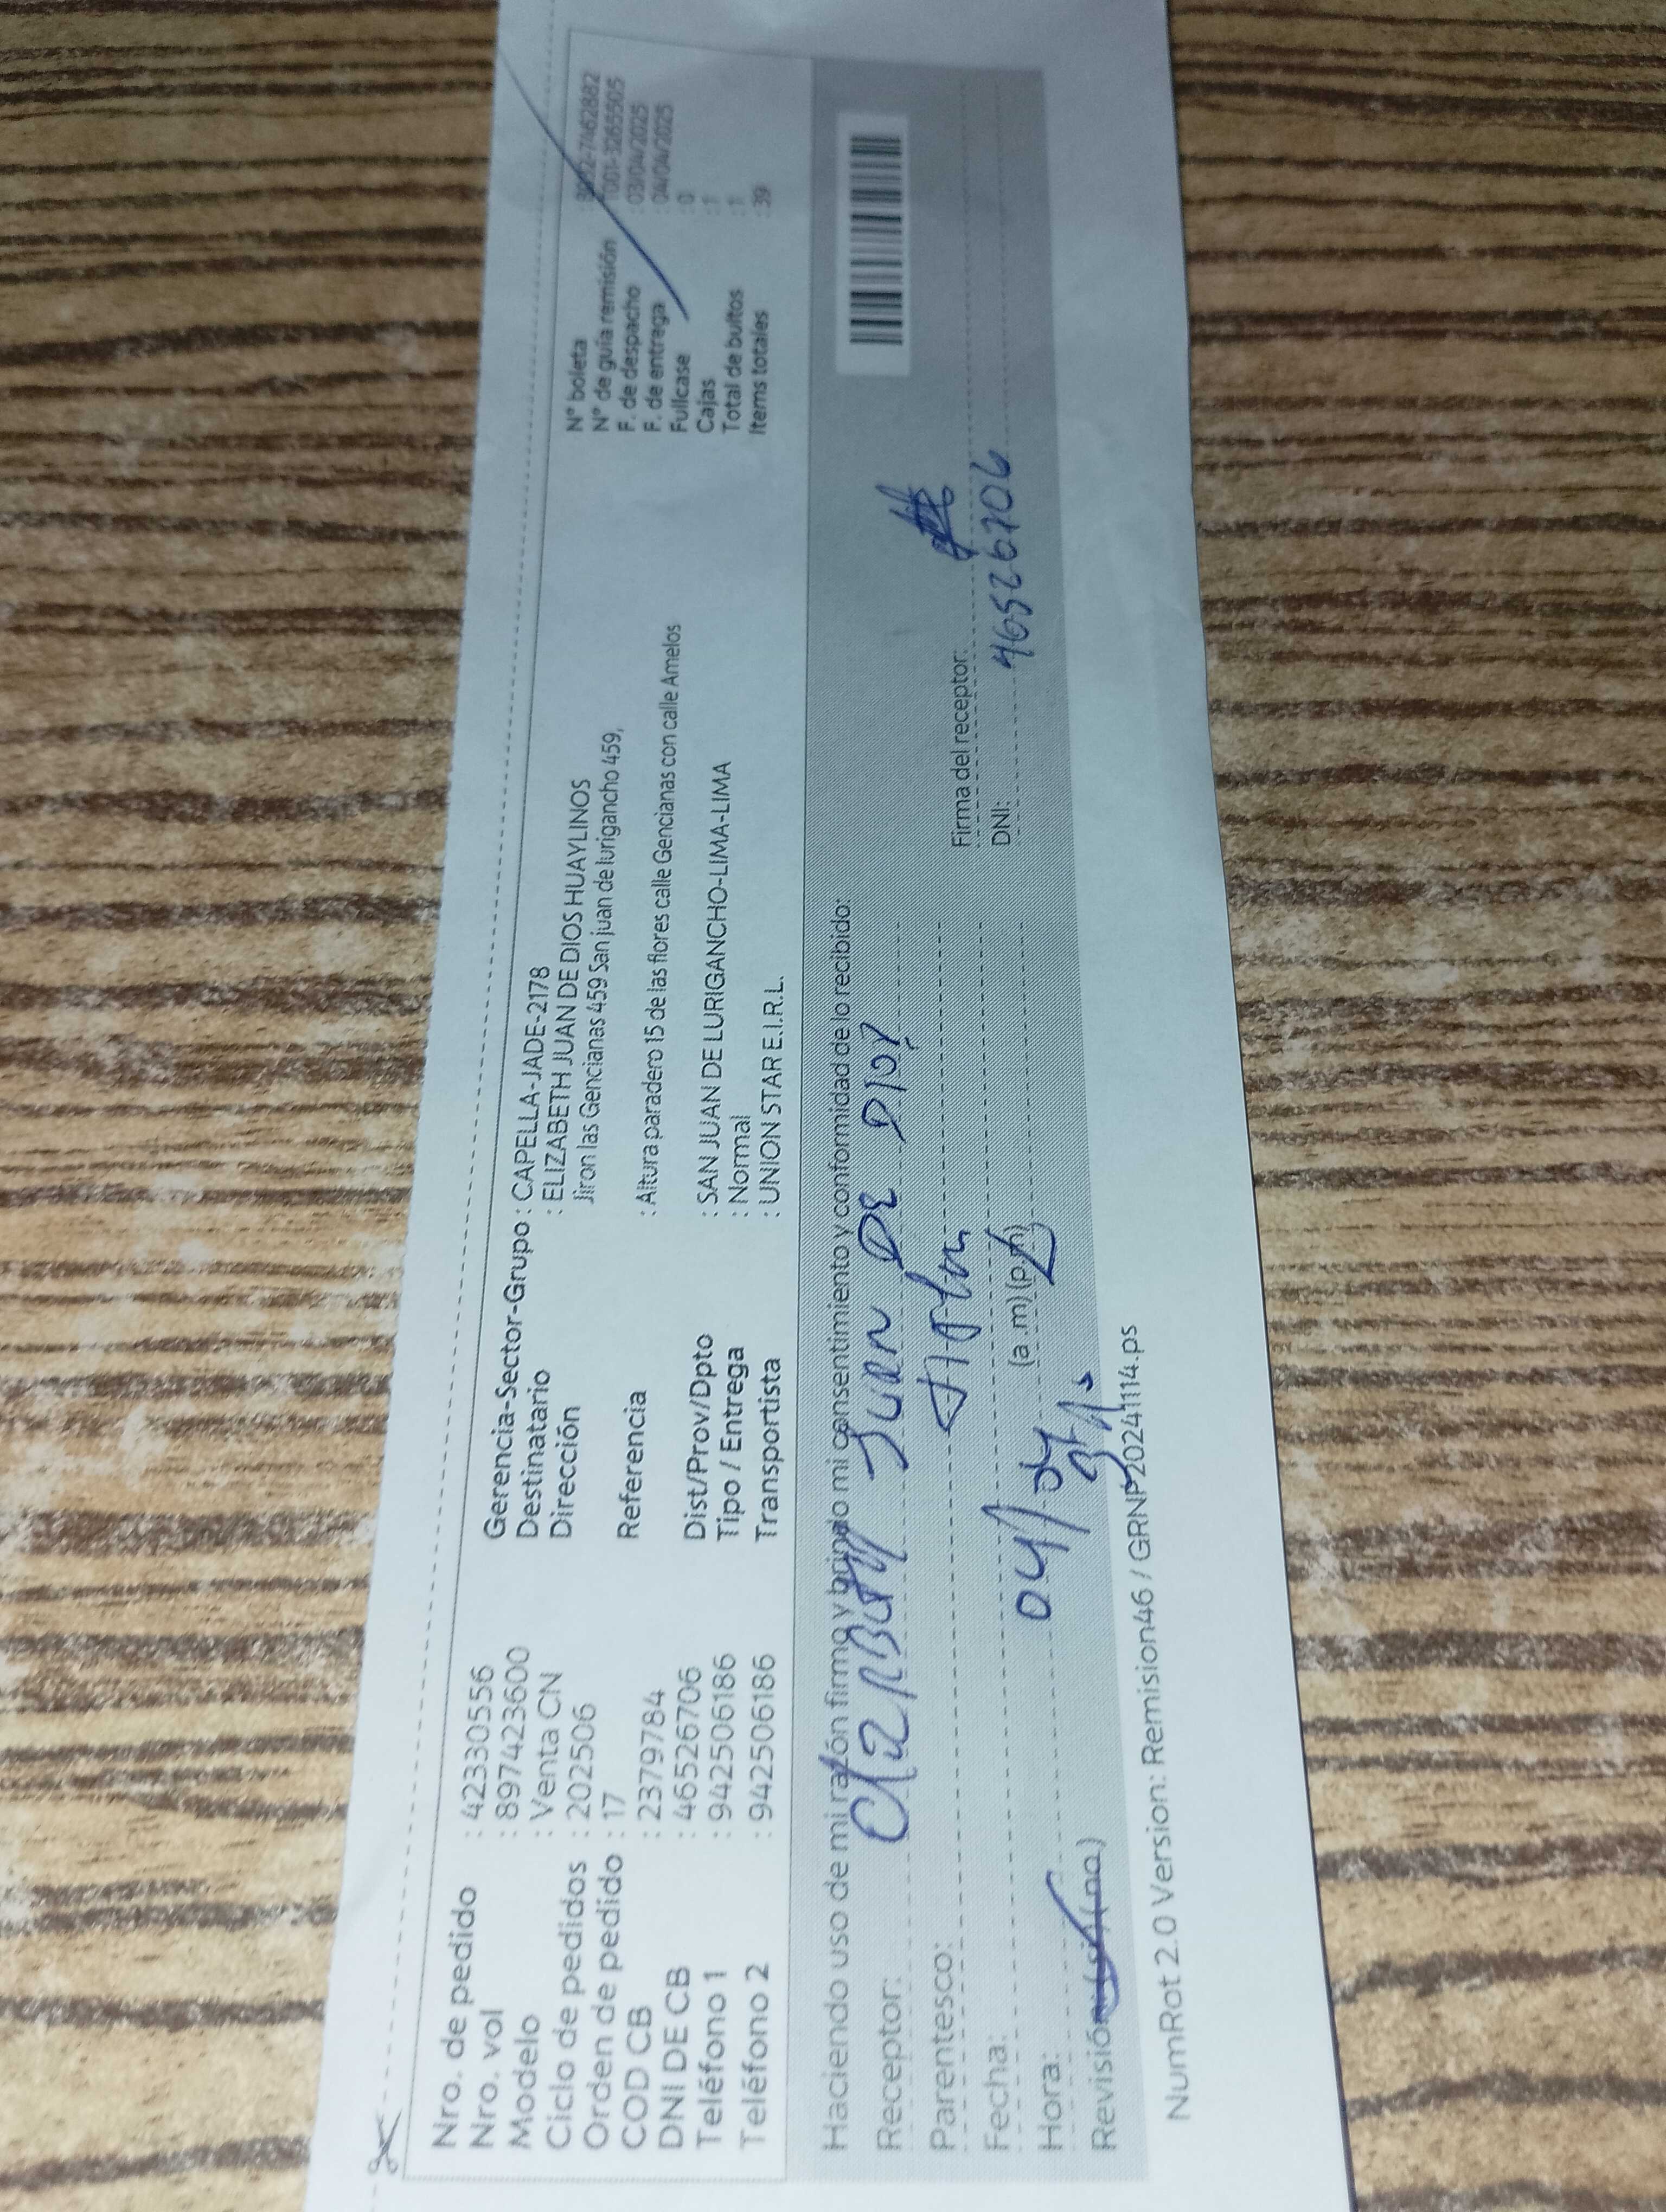 Nro. de pedido : 423330556
Nro. vol : 897423600
Modelo : Venta CN
Ciclo de pedidos : 202506
Orden de pedido : 17
COD CB : 2379784
DNI DE CB : 46526706
Teléfono 1 : 942506186
Teléfono 2 : 942506186
Gerencia-Sector-Grupo : CAPELLA-JADE-2178
Destinatario : ELIZABETH JUAN DE DIOS HUAYLINOS
Dirección Jiron las Gencianas 459 San juan de lurigancho 459,
Referencia : Altura paradero 15 de las flores calle Gencianas con calle Amelos
Dist/Prov/Dpto : SAN JUAN DE LURIGANCHO-LIMA-LIMA
Tipo / Entrega : Normal
Transportista : UNION STAR E.I.R.L.
N° boleta
N° de guía remisión
F. de despacho : 03/04/2025
F. de entrega : 04/04/2025
Fullcase : 0
Cajas : 1
Total de bultos : 1
Items totales : 39
Haciendo uso de mi razón firmo y brindo mi consentimiento y conformidad de lo recibido:
Receptor: Juan DE DIOS
Parentesco:
Fecha:
Hora: (a .m) (p.m)
Revisión: (si) (no)
Firma del receptor:
DNI: 46526706
NumRot 2.0 Version: Remision46 / GRNP20241114.ps